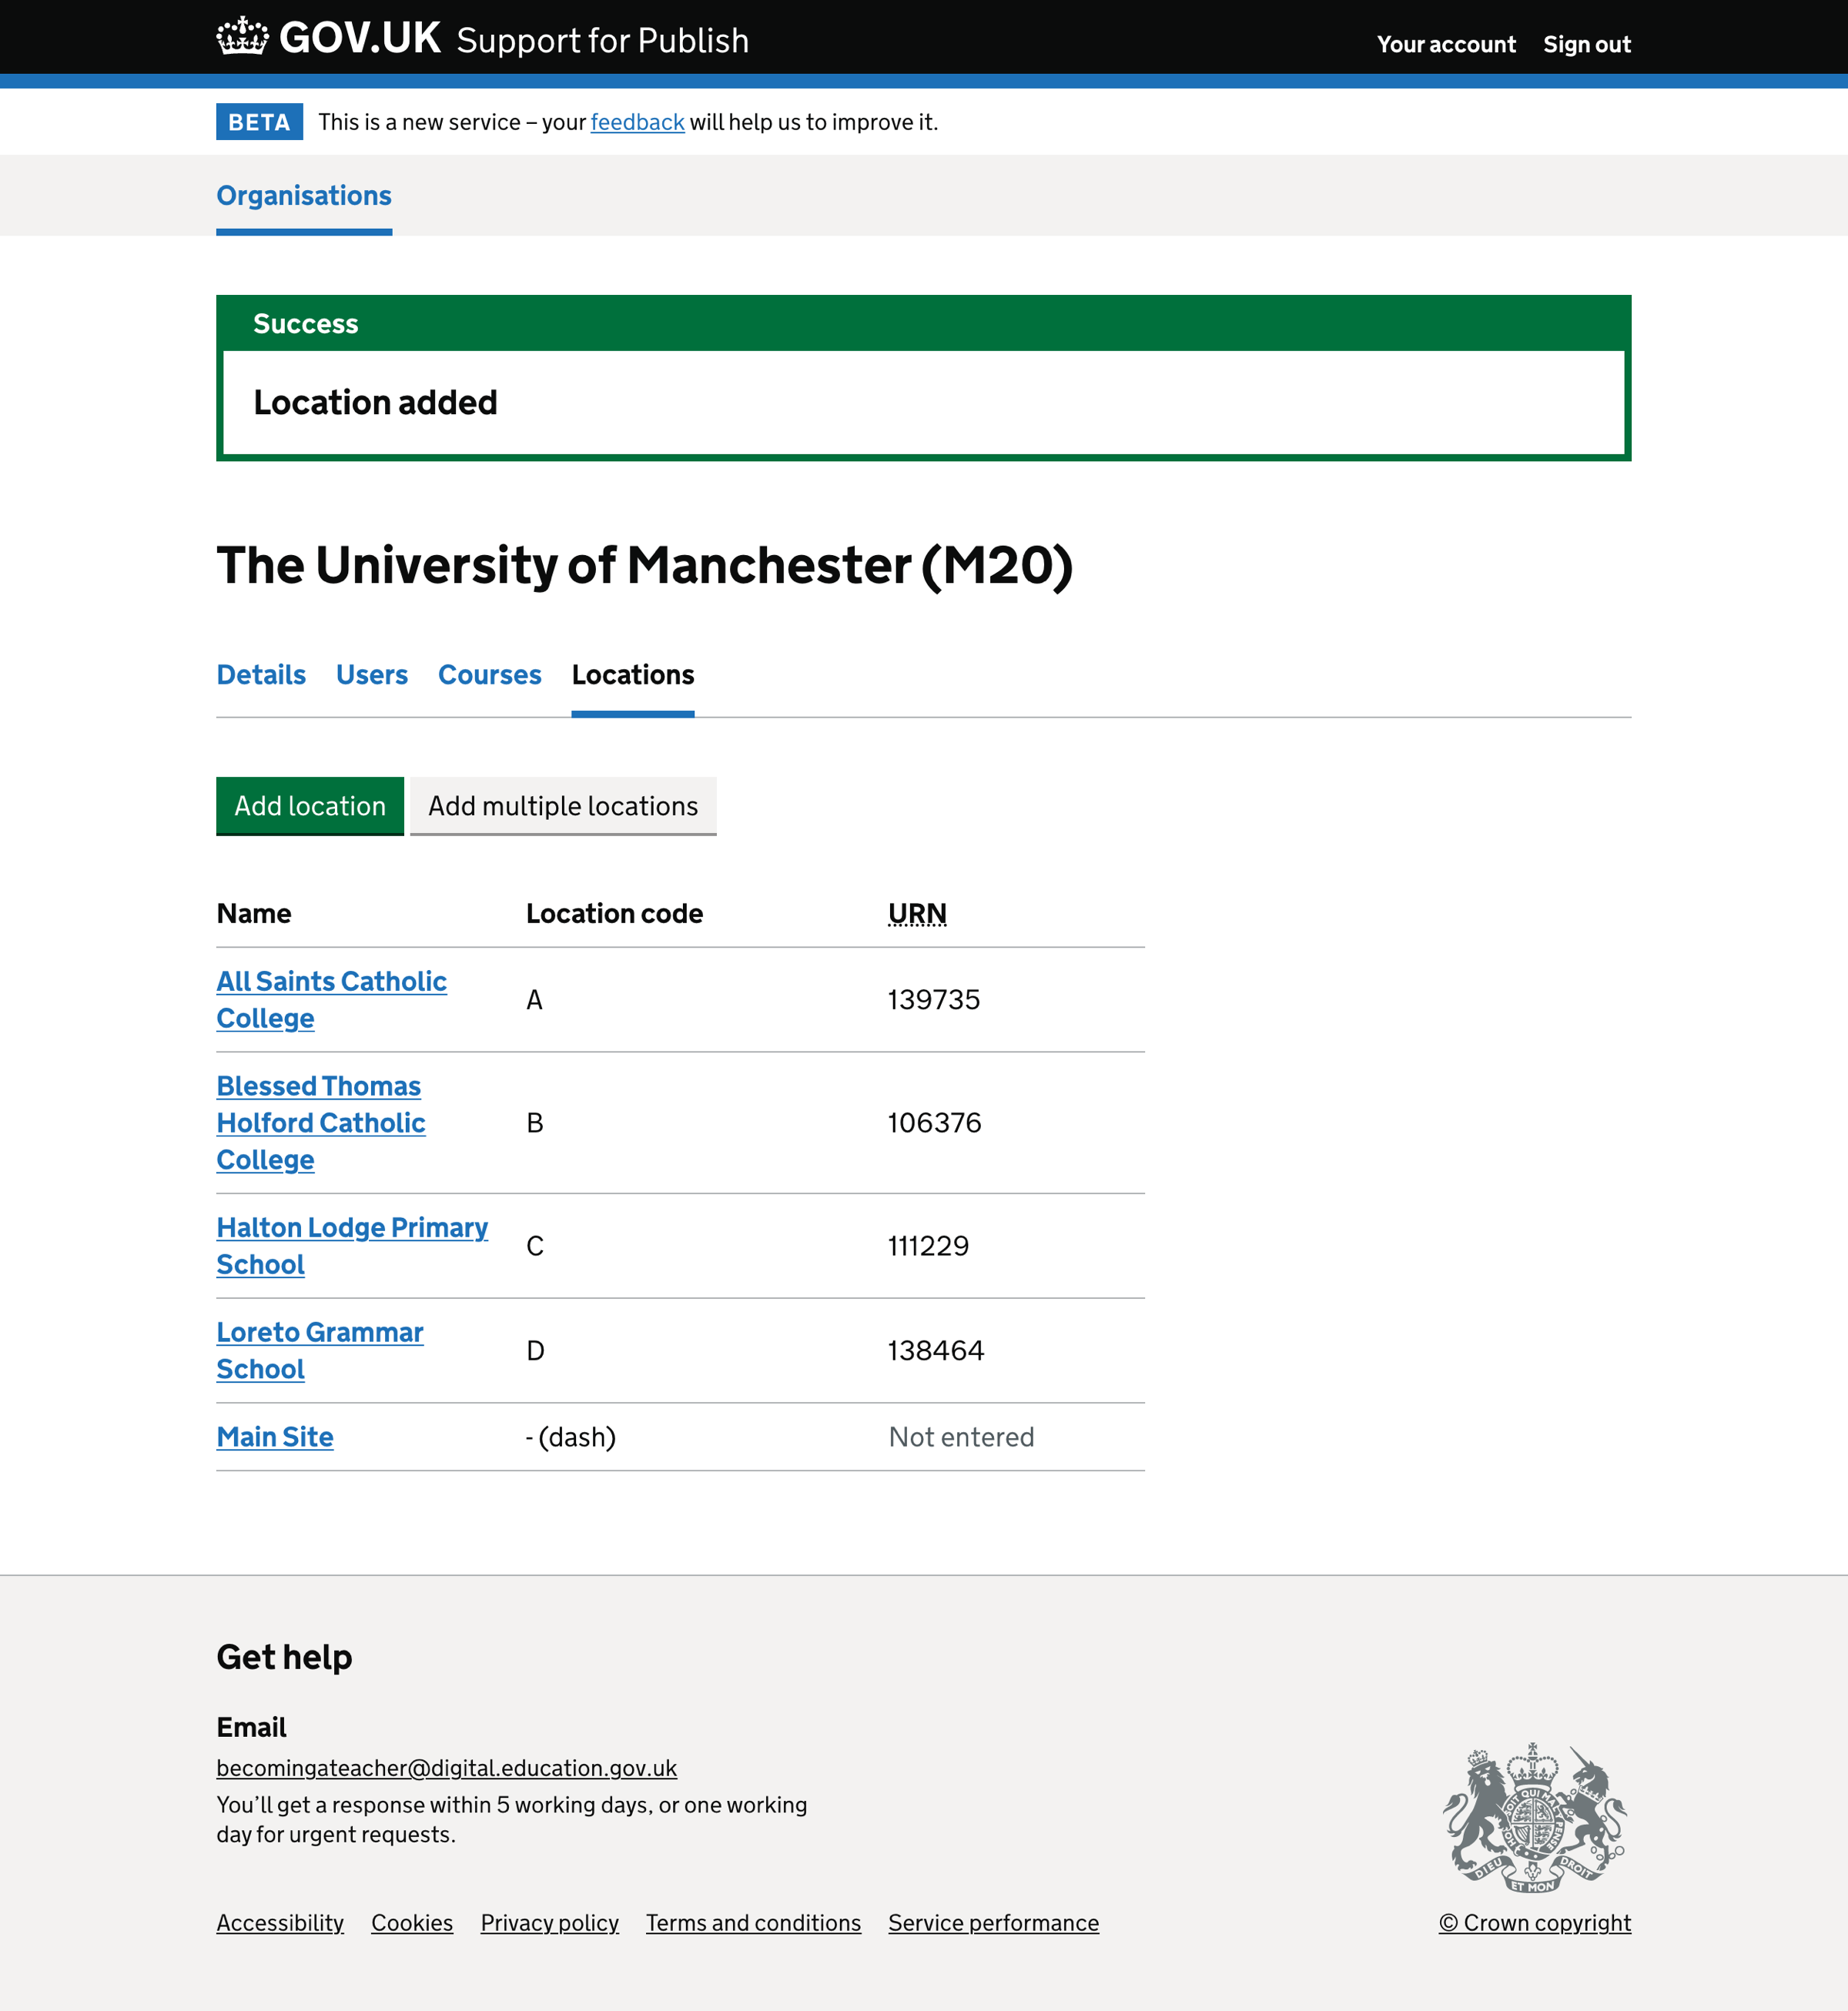 GOV.UK Support for Publish
Your account Sign out
BETA This is a new service – your feedback will help us to improve it.
Organisations
Success
Location added
The University of Manchester (M20)
Details Users Courses Locations
Add location Add multiple locations
Name Location code URN
All Saints Catholic
College
A 139735
Blessed Thomas
Holford Catholic
College
B 106376
Halton Lodge Primary
School
C 111229
Loreto Grammar
School
D 138464
Main Site - (dash) Not entered
Get help
Email
becomingateacher@digital.education.gov.uk
You’ll get a response within 5 working days, or one working
day for urgent requests.
DIEU ET MON DROIT
Accessibility Cookies Privacy policy Terms and conditions Service performance
© Crown copyright